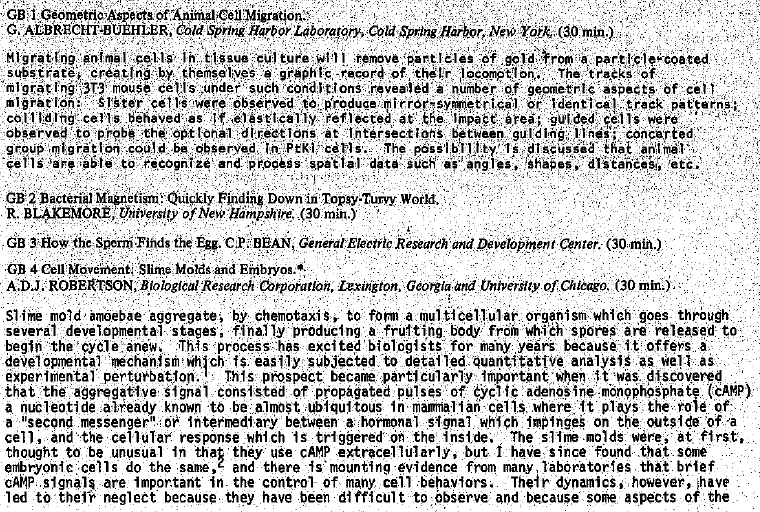 GB 1 Geometric Aspects of Animal Cell Migration.
G. ALBRECHT-BUEHLER, Cold Spring Harbor Laboratory, Cold Spring Harbor, New York. (30 min.)
Migrating animal cells in tissue culture will remove particles of gold from a particle-coated
substrate, creating by themselves a graphic record of their locomotion. The tracks of
migrating 3T3 mouse cells under such conditions revealed a number of geometric aspects of cell
migration: Sister cells were observed to produce mirror-symmetrical or identical track patterns;
colliding cells behaved as if elastically reflected at the impact area; guided cells were
observed to probe the optional directions at intersections between guiding lines; concerted
group migration could be observed in PtK1 cells. The possibility is discussed that animal
cells are able to recognize and process spatial data such as angles, shapes, distances, etc.
GB 2 Bacterial Magnetism: Quickly Finding Down in Topsy-Turvy World.
R. BLAKEMORE, University of New Hampshire. (30 min.)
GB 3 How the Sperm Finds the Egg. C.P. BEAN, General Electric Research and Development Center. (30 min.)
GB 4 Cell Movement: Slime Molds and Embryos.*
A.D.J. ROBERTSON, Biological Research Corporation, Lexington, Georgia and University of Chicago. (30 min.)
Slime mold amoebae aggregate, by chemotaxis, to form a multicellular organism which goes through
several developmental stages, finally producing a fruiting body from which spores are released to
begin the cycle anew. This process has excited biologists for many years because it offers a
developmental mechanism which is easily subjected to detailed quantitative analysis as well as
experimental perturbation.1 This prospect became particularly important when it was discovered
that the aggregative signal consisted of propagated pulses of cyclic adenosine monophosphate (cAMP)
a nucleotide already known to be almost ubiquitous in mammalian cells where it plays the role of
a "second messenger" or intermediary between a hormonal signal which impinges on the outside of a
cell, and the cellular response which is triggered on the inside. The slime molds were, at first,
thought to be unusual in that they use cAMP extracellularly, but I have since found that some
embryonic cells do the same,2 and there is mounting evidence from many laboratories that brief
cAMP signals are important in the control of many cell behaviors. Their dynamics, however, have
led to their neglect because they have been difficult to observe and because some aspects of the